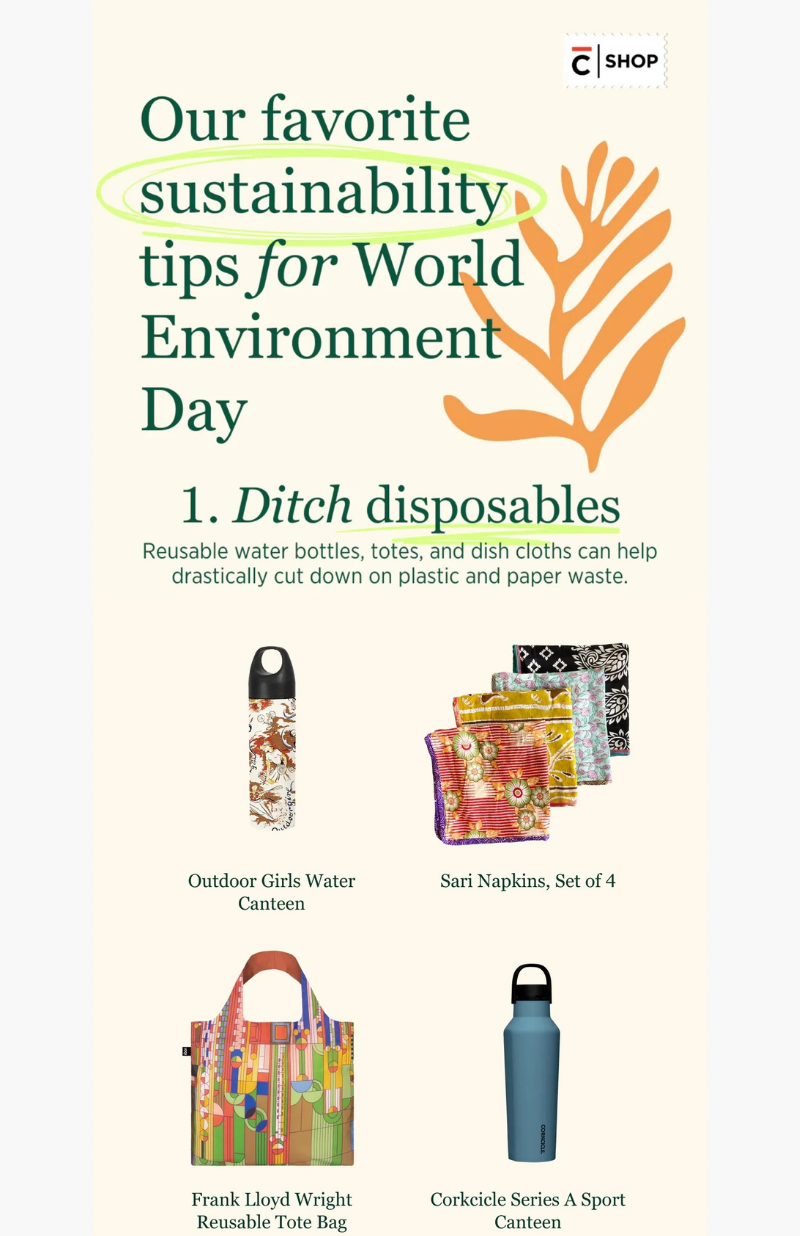 C | SHOP
Our favorite
sustainability
tips for World
Environment
Day
1. Ditch disposables
Reusable water bottles, totes, and dish cloths can help
drastically cut down on plastic and paper waste.
Outdoor Girls Water
Canteen
Sari Napkins, Set of 4
Frank Lloyd Wright
Reusable Tote Bag
CORKCICLE
Corkcicle Series A Sport
Canteen